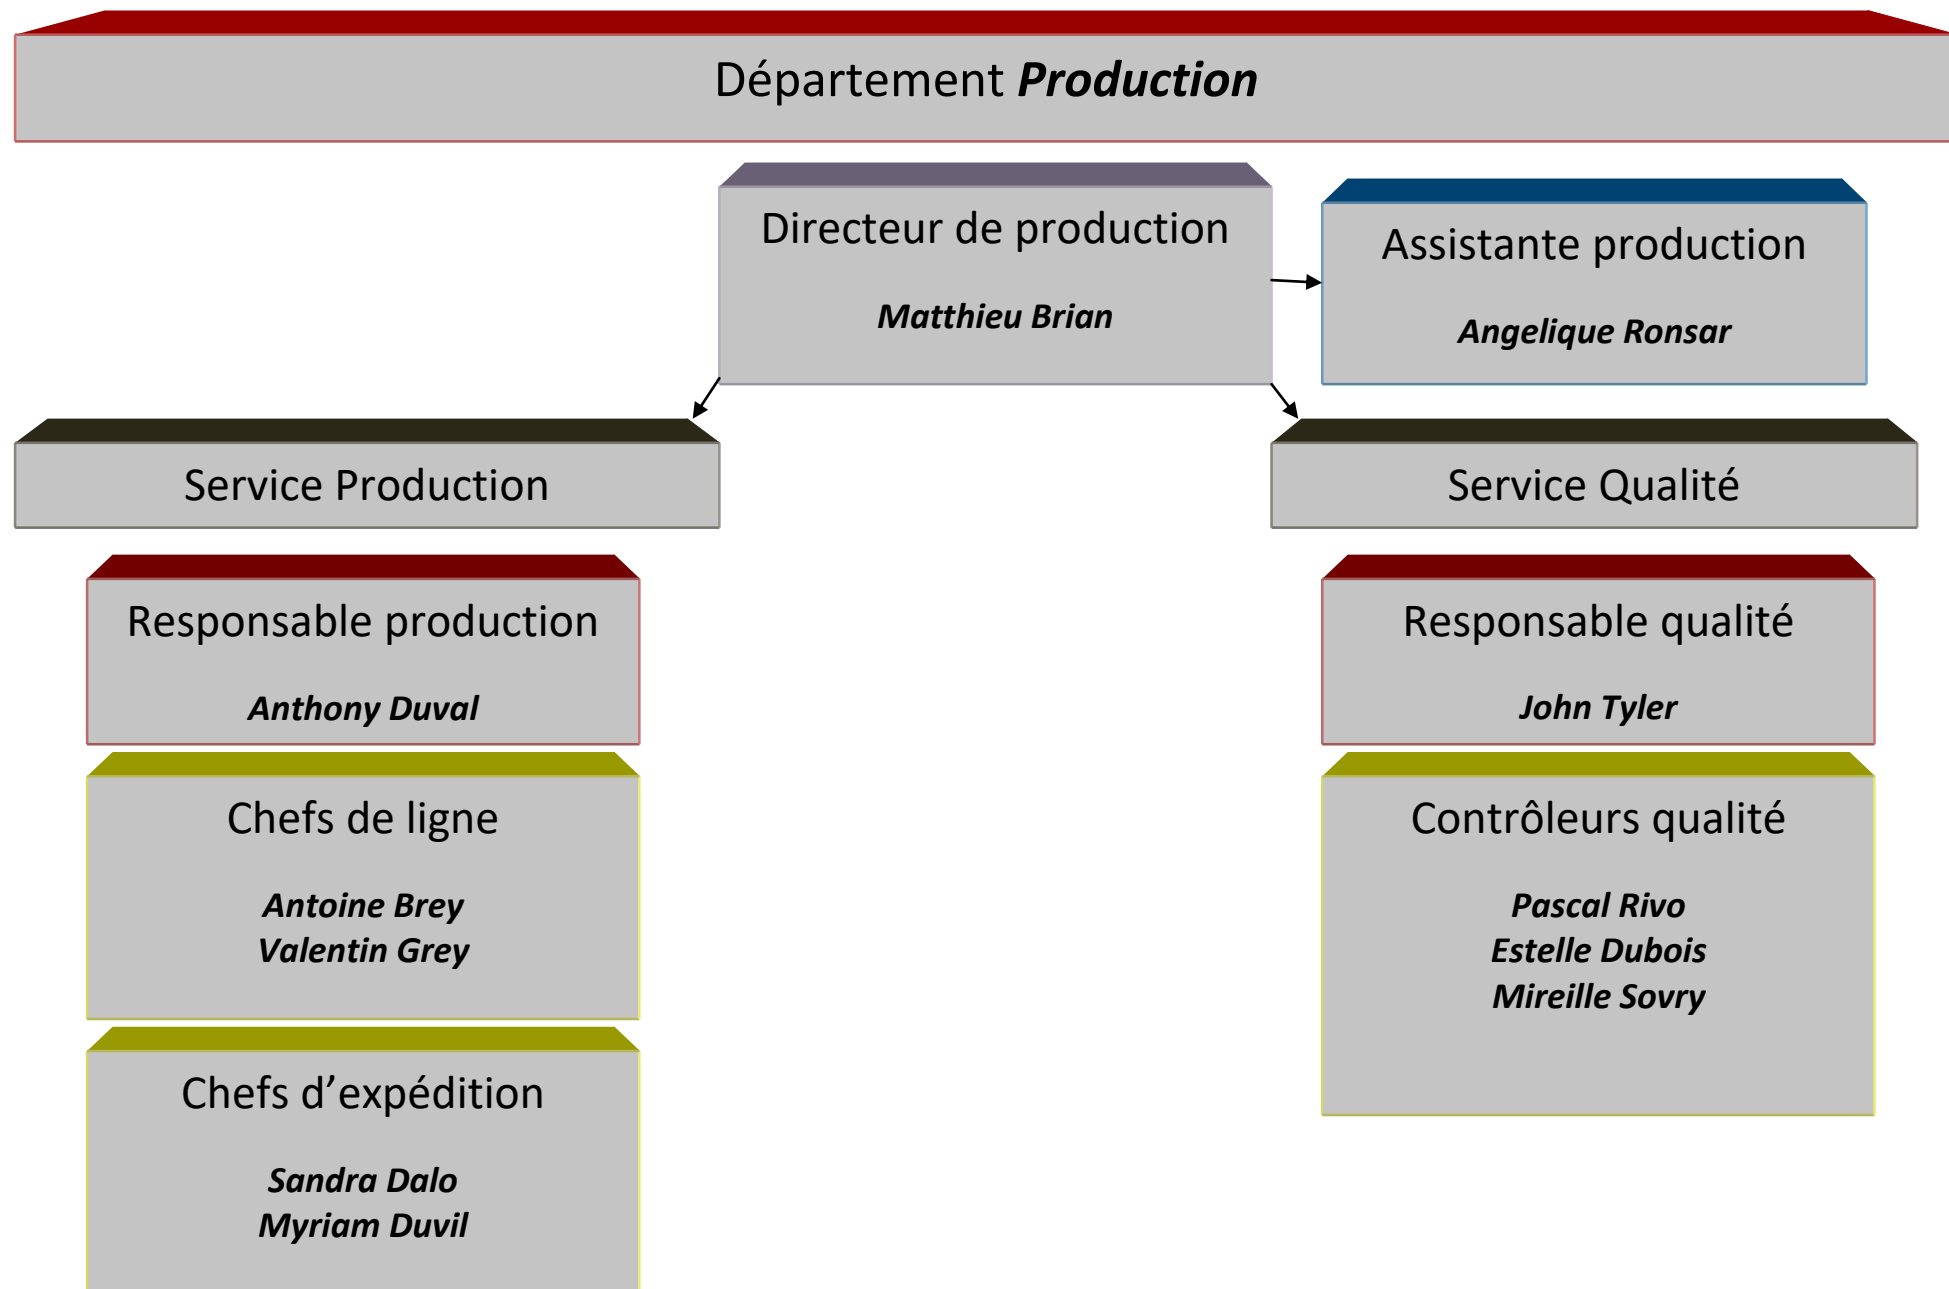 Département Production
Directeur de production
Matthieu Brian
Assistante production
Angelique Ronsar
Service Production
Service Qualité
Responsable production
Anthony Duval
Responsable qualité
John Tyler
Chefs de ligne
Antoine Brey
Valentin Grey
Contrôleurs qualité
Pascal Rivo
Estelle Dubois
Mireille Sovry
Chefs d’expédition
Sandra Dalo
Myriam Duvil